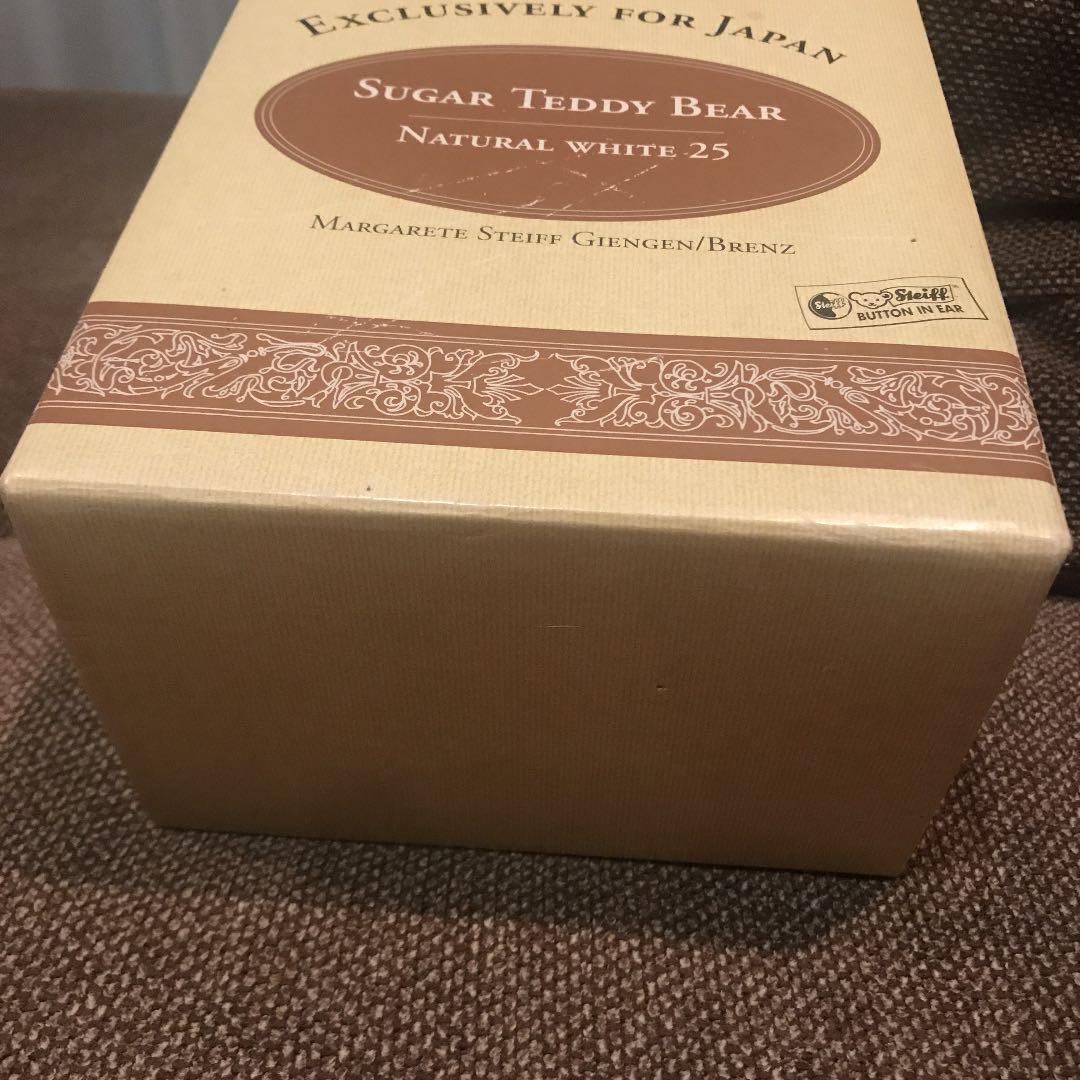 EXCLUSIVELY FOR JAPAN
SUGAR TEDDY BEAR
NATURAL WHITE 25
MARGARETE STEIFF GIENGEN/BRENZ
Steiff Steiff
BUTTON IN EAR